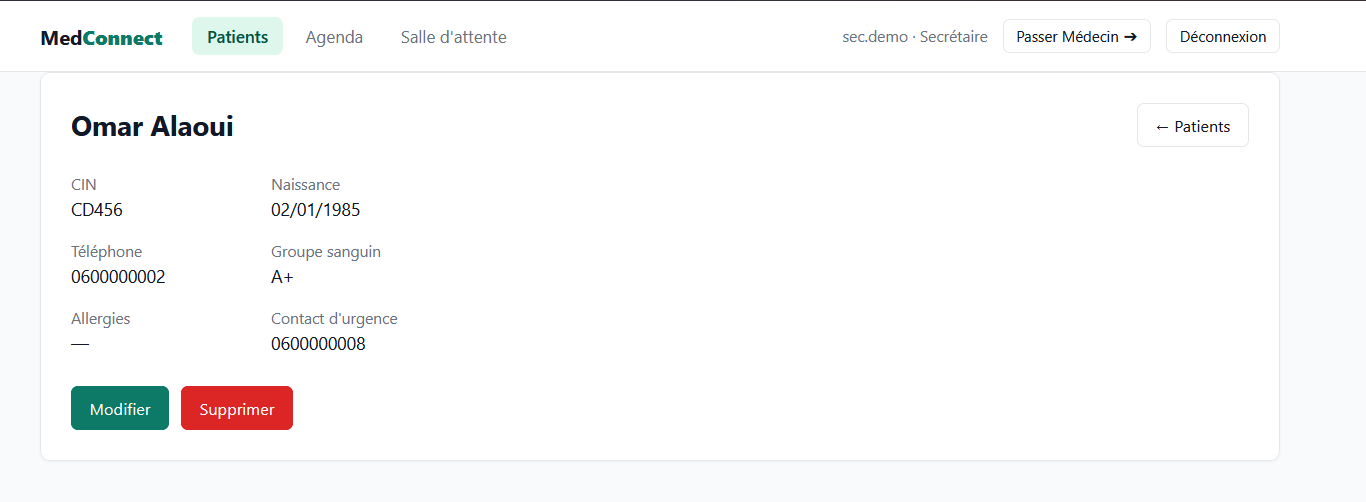 MedConnect Patients Agenda Salle d'attente sec.demo · Secrétaire Passer Médecin ➔ Déconnexion
Omar Alaoui ← Patients
CIN Naissance
CD456 02/01/1985
Téléphone Groupe sanguin
0600000002 A+
Allergies Contact d'urgence
— 0600000008
Modifier Supprimer